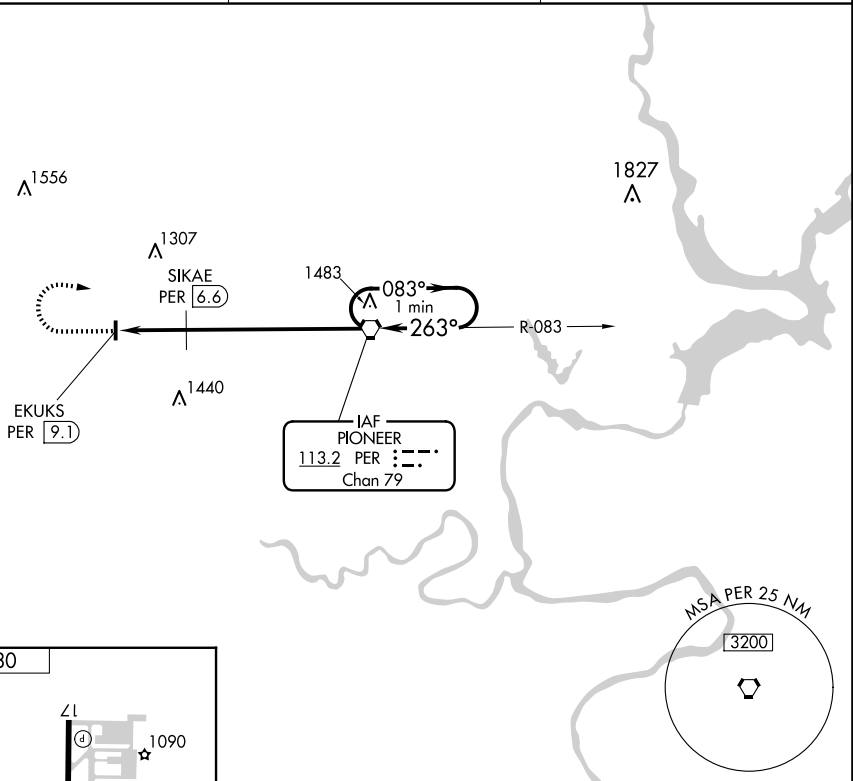 1556
1827
1307
SIKAE
PER 6.6
1483
083°
1 min
263°
R-083
1440
EKUKS
PER 9.1
IAF
PIONEER
113.2 PER
Chan 79
MSA PER 25 NM
3200
17
P
1090